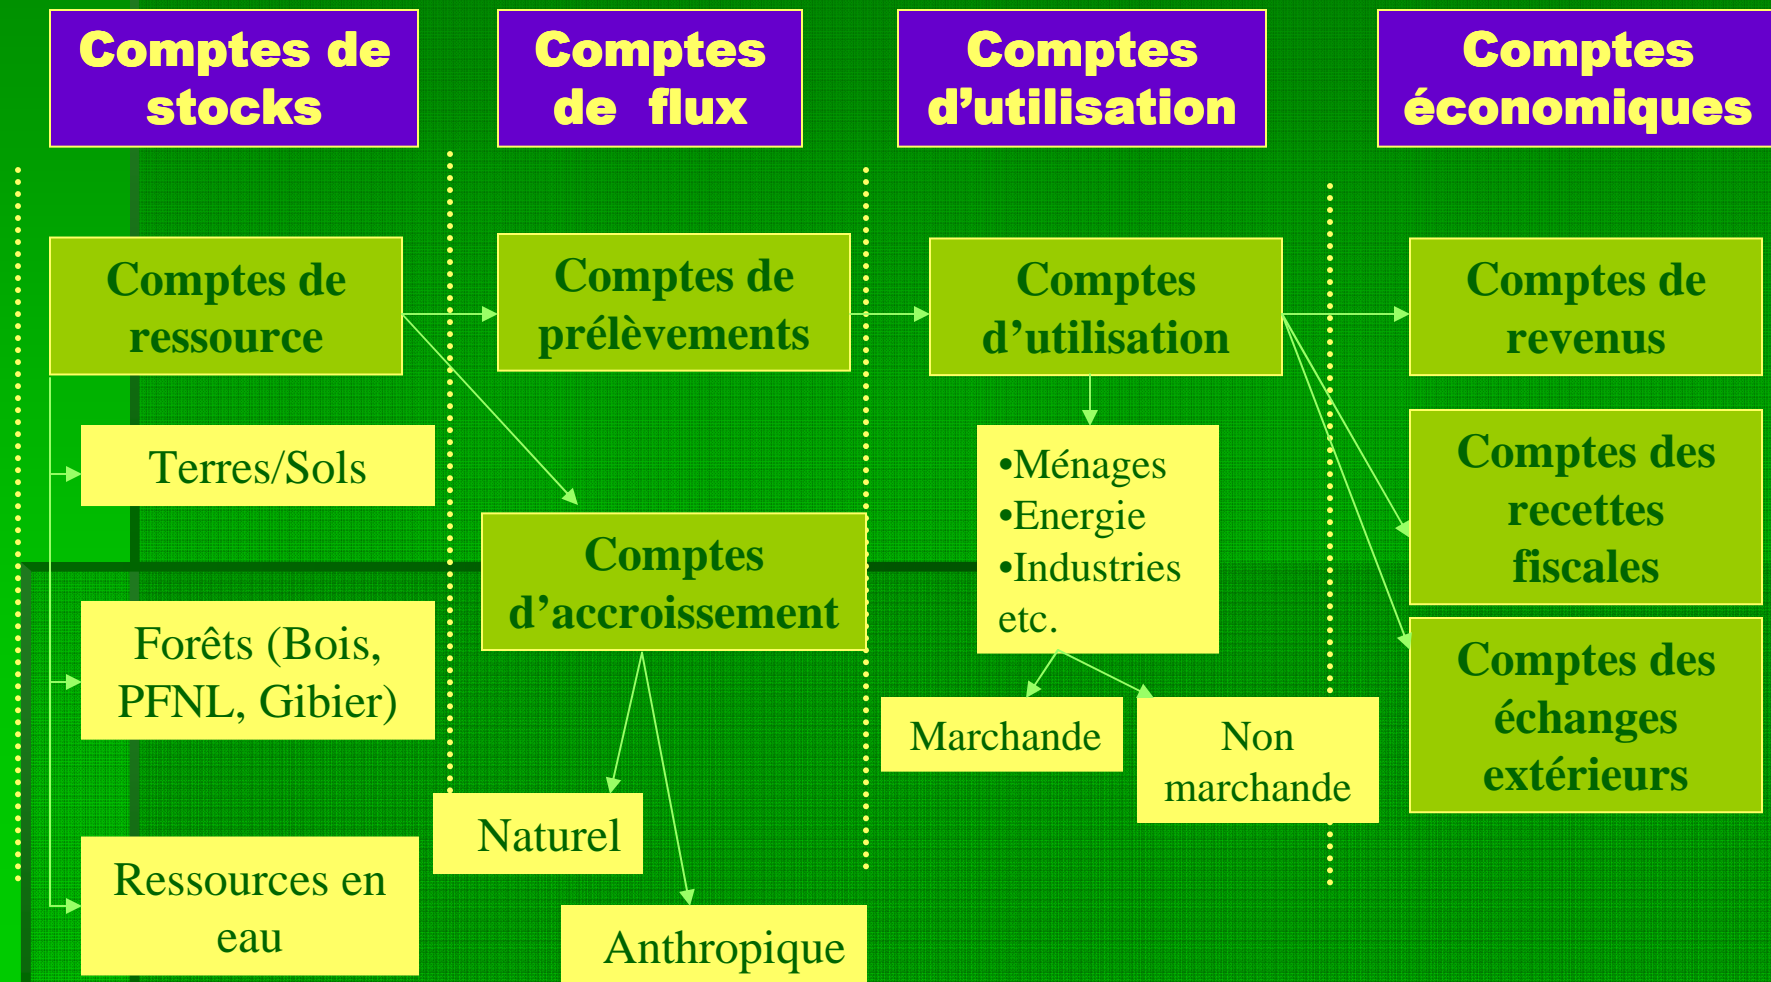 Comptes de
stocks
Comptes
de flux
Comptes
d’utilisation
Comptes
économiques
Comptes de
ressource
Terres/Sols
Forêts (Bois,
PFNL, Gibier)
Ressources en
eau
Comptes de
prélèvements
Comptes
d’accroissement
Naturel
Anthropique
Comptes
d’utilisation
•Ménages
•Energie
•Industries
etc.
Marchande
Non
marchande
Comptes de
revenus
Comptes des
recettes
fiscales
Comptes des
échanges
extérieurs